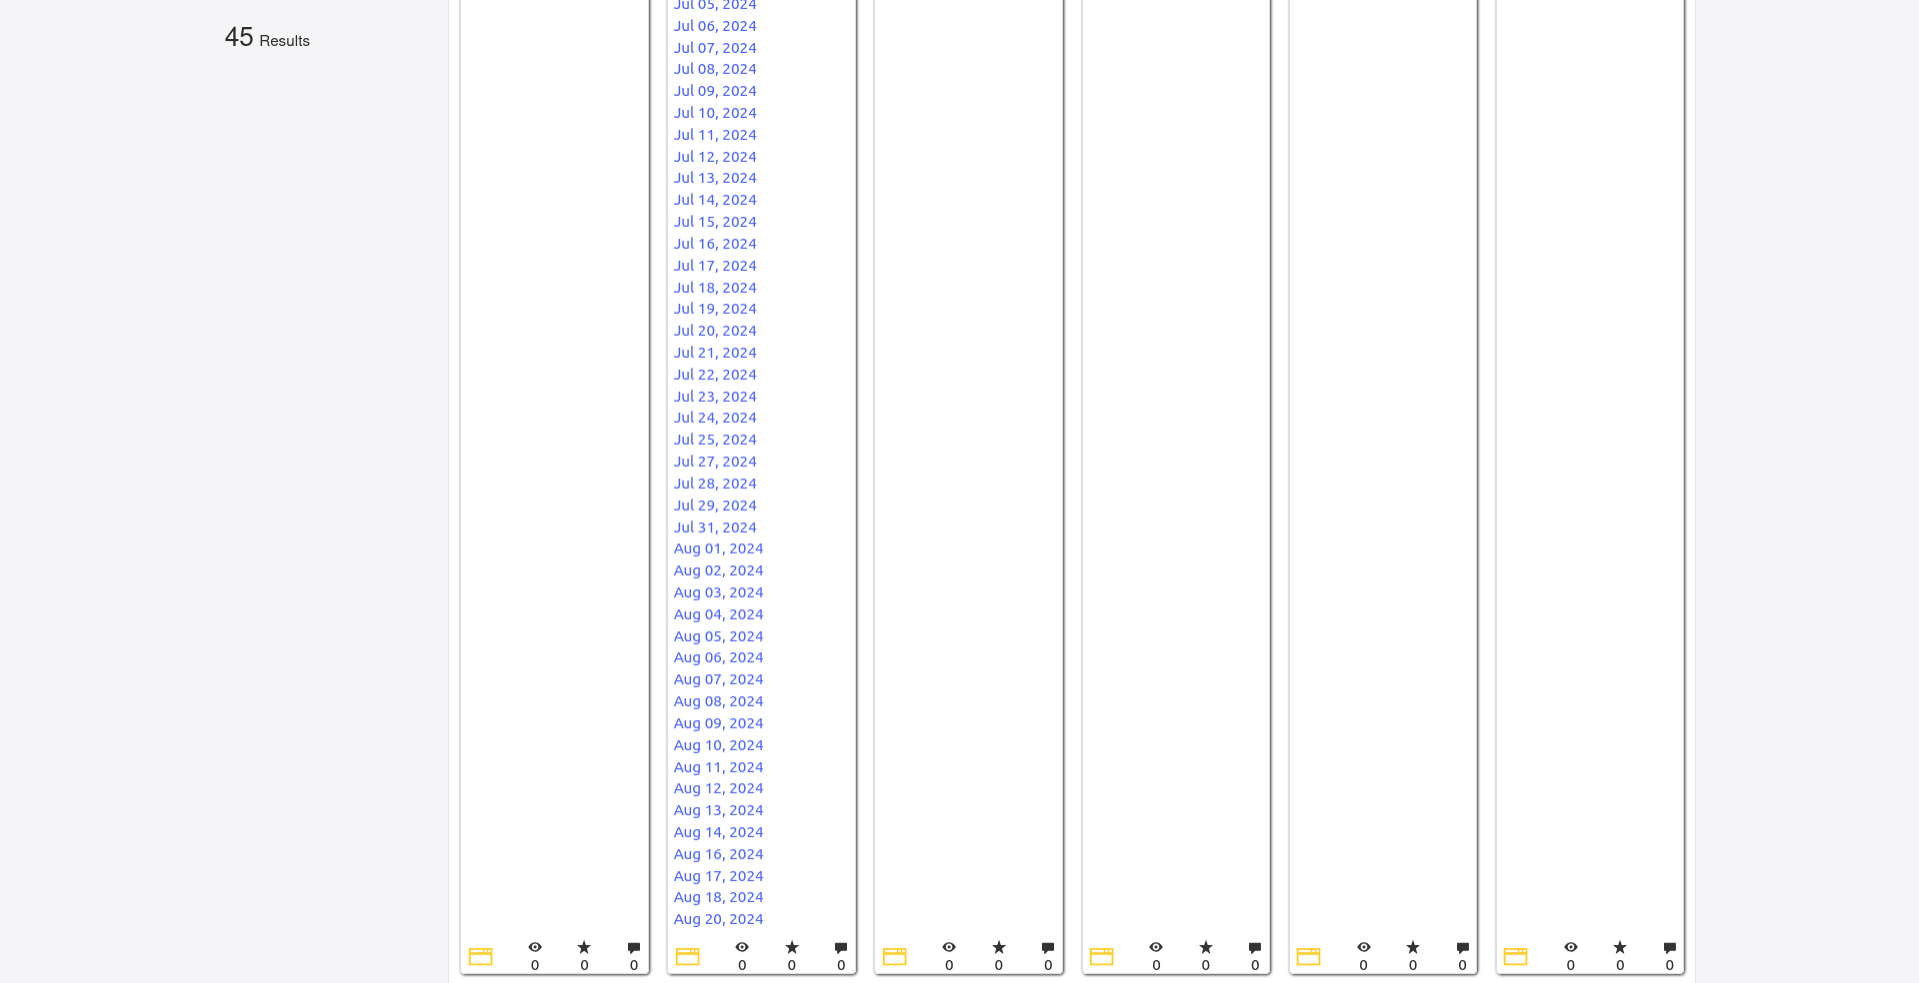 45 Results
Jul 05, 2024
Jul 06, 2024
Jul 07, 2024
Jul 08, 2024
Jul 09, 2024
Jul 10, 2024
Jul 11, 2024
Jul 12, 2024
Jul 13, 2024
Jul 14, 2024
Jul 15, 2024
Jul 16, 2024
Jul 17, 2024
Jul 18, 2024
Jul 19, 2024
Jul 20, 2024
Jul 21, 2024
Jul 22, 2024
Jul 23, 2024
Jul 24, 2024
Jul 25, 2024
Jul 27, 2024
Jul 28, 2024
Jul 29, 2024
Jul 31, 2024
Aug 01, 2024
Aug 02, 2024
Aug 03, 2024
Aug 04, 2024
Aug 05, 2024
Aug 06, 2024
Aug 07, 2024
Aug 08, 2024
Aug 09, 2024
Aug 10, 2024
Aug 11, 2024
Aug 12, 2024
Aug 13, 2024
Aug 14, 2024
Aug 16, 2024
Aug 17, 2024
Aug 18, 2024
Aug 20, 2024
0 0 0 0 0 0 0 0 0 0 0 0 0 0 0 0 0 0